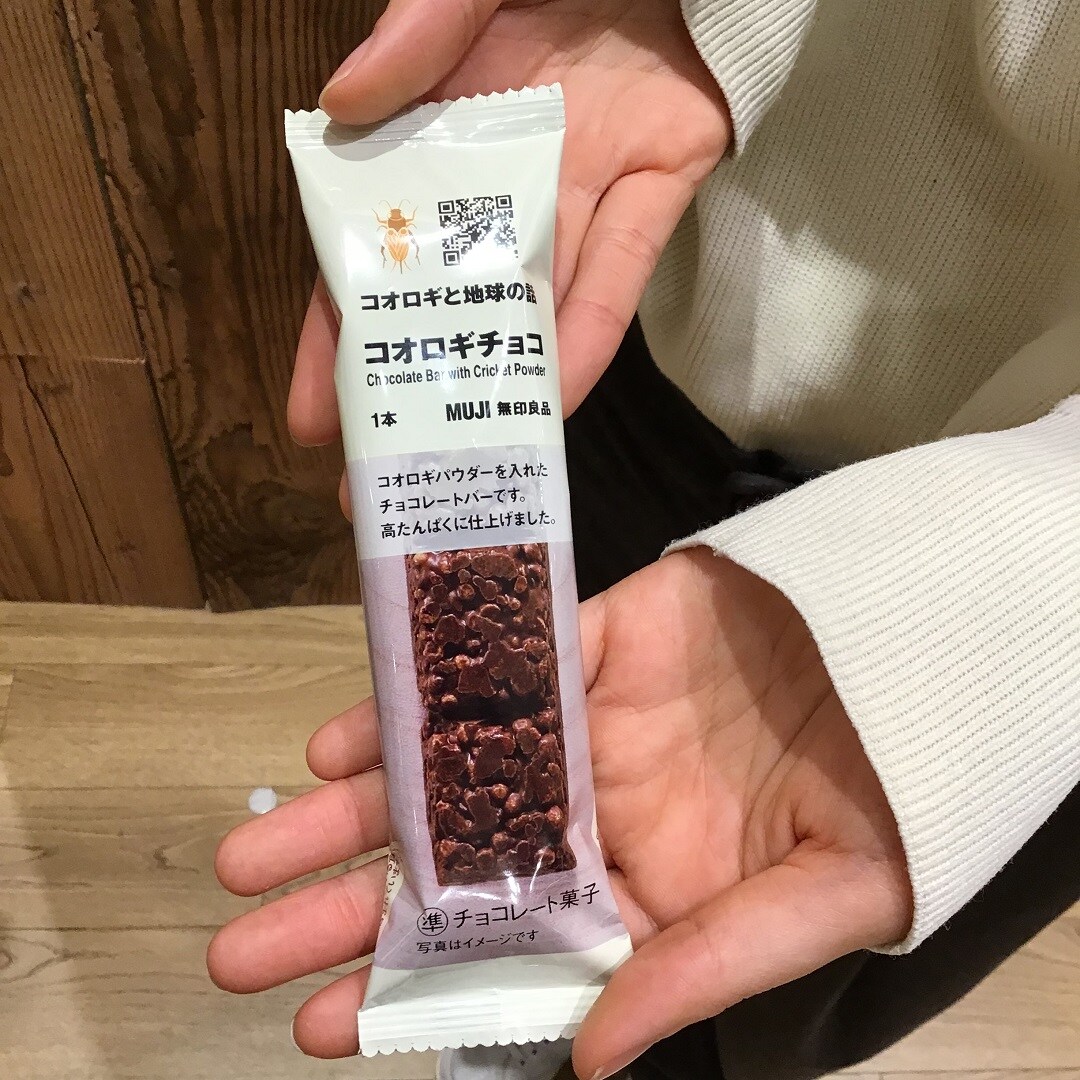 コオロギと地球の話
コオロギチョコ
Chocolate Bar with Cricket Powder
1本 MUJI 無印良品
コオロギパウダーを入れた
チョコレートバーです。
高たんぱくに仕上げました。
準 チョコレート菓子
写真はイメージです